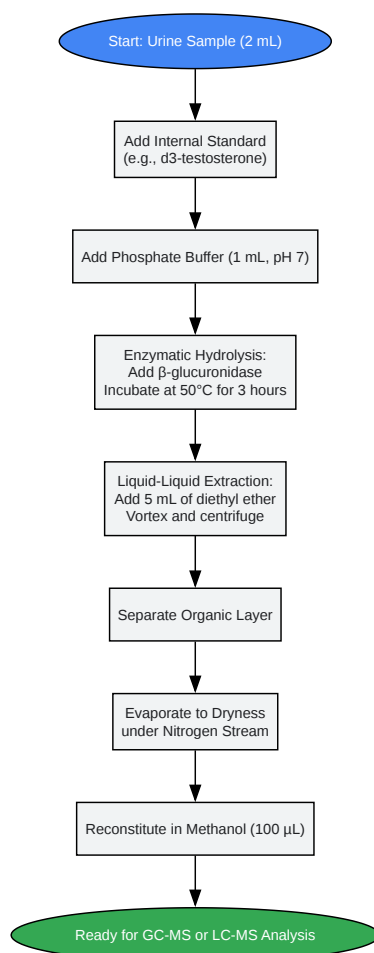 Start: Urine Sample (2 mL)
Add Internal Standard
(e.g., d3-testosterone)
Add Phosphate Buffer (1 mL, pH 7)
Enzymatic Hydrolysis:
Add β-glucuronidase
Incubate at 50°C for 3 hours
Liquid-Liquid Extraction:
Add 5 mL of diethyl ether
Vortex and centrifuge
Separate Organic Layer
Evaporate to Dryness
under Nitrogen Stream
Reconstitute in Methanol (100 µL)
Ready for GC-MS or LC-MS Analysis